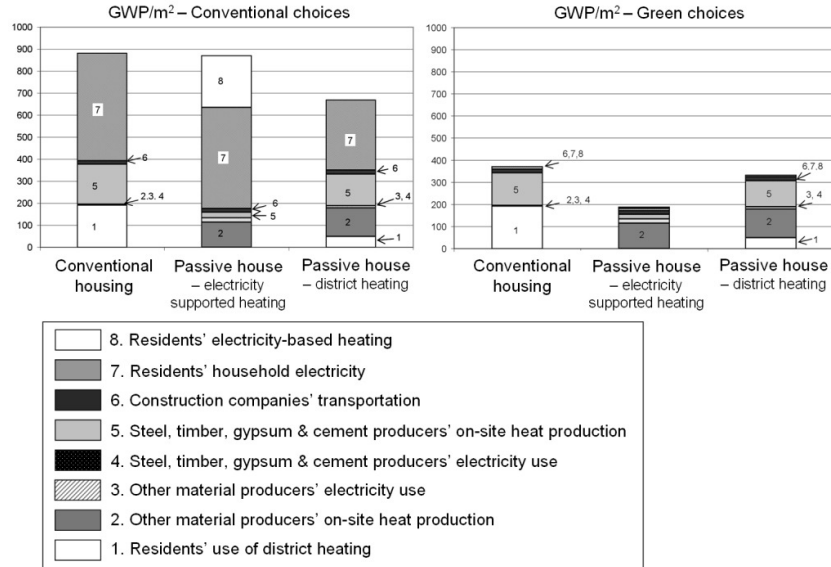 GWP/m² – Conventional choices
1000
900
800
700
600
500
400
300
200
100
0
7
6
5
2.3, 4
1
8
7
6
5
2
7
6
5
3, 4
2
1
Conventional
housing
Passive house
– electricity
supported heating
Passive house
– district heating
GWP/m² – Green choices
1000
900
800
700
600
500
400
300
200
100
0
6,7,8
5
2.3, 4
1
2
6,7,8
5
3, 4
2
1
Conventional
housing
Passive house
– electricity
supported heating
Passive house
– district heating
8. Residents' electricity-based heating
7. Residents' household electricity
6. Construction companies' transportation
5. Steel, timber, gypsum & cement producers' on-site heat production
4. Steel, timber, gypsum & cement producers' electricity use
3. Other material producers' electricity use
2. Other material producers' on-site heat production
1. Residents' use of district heating